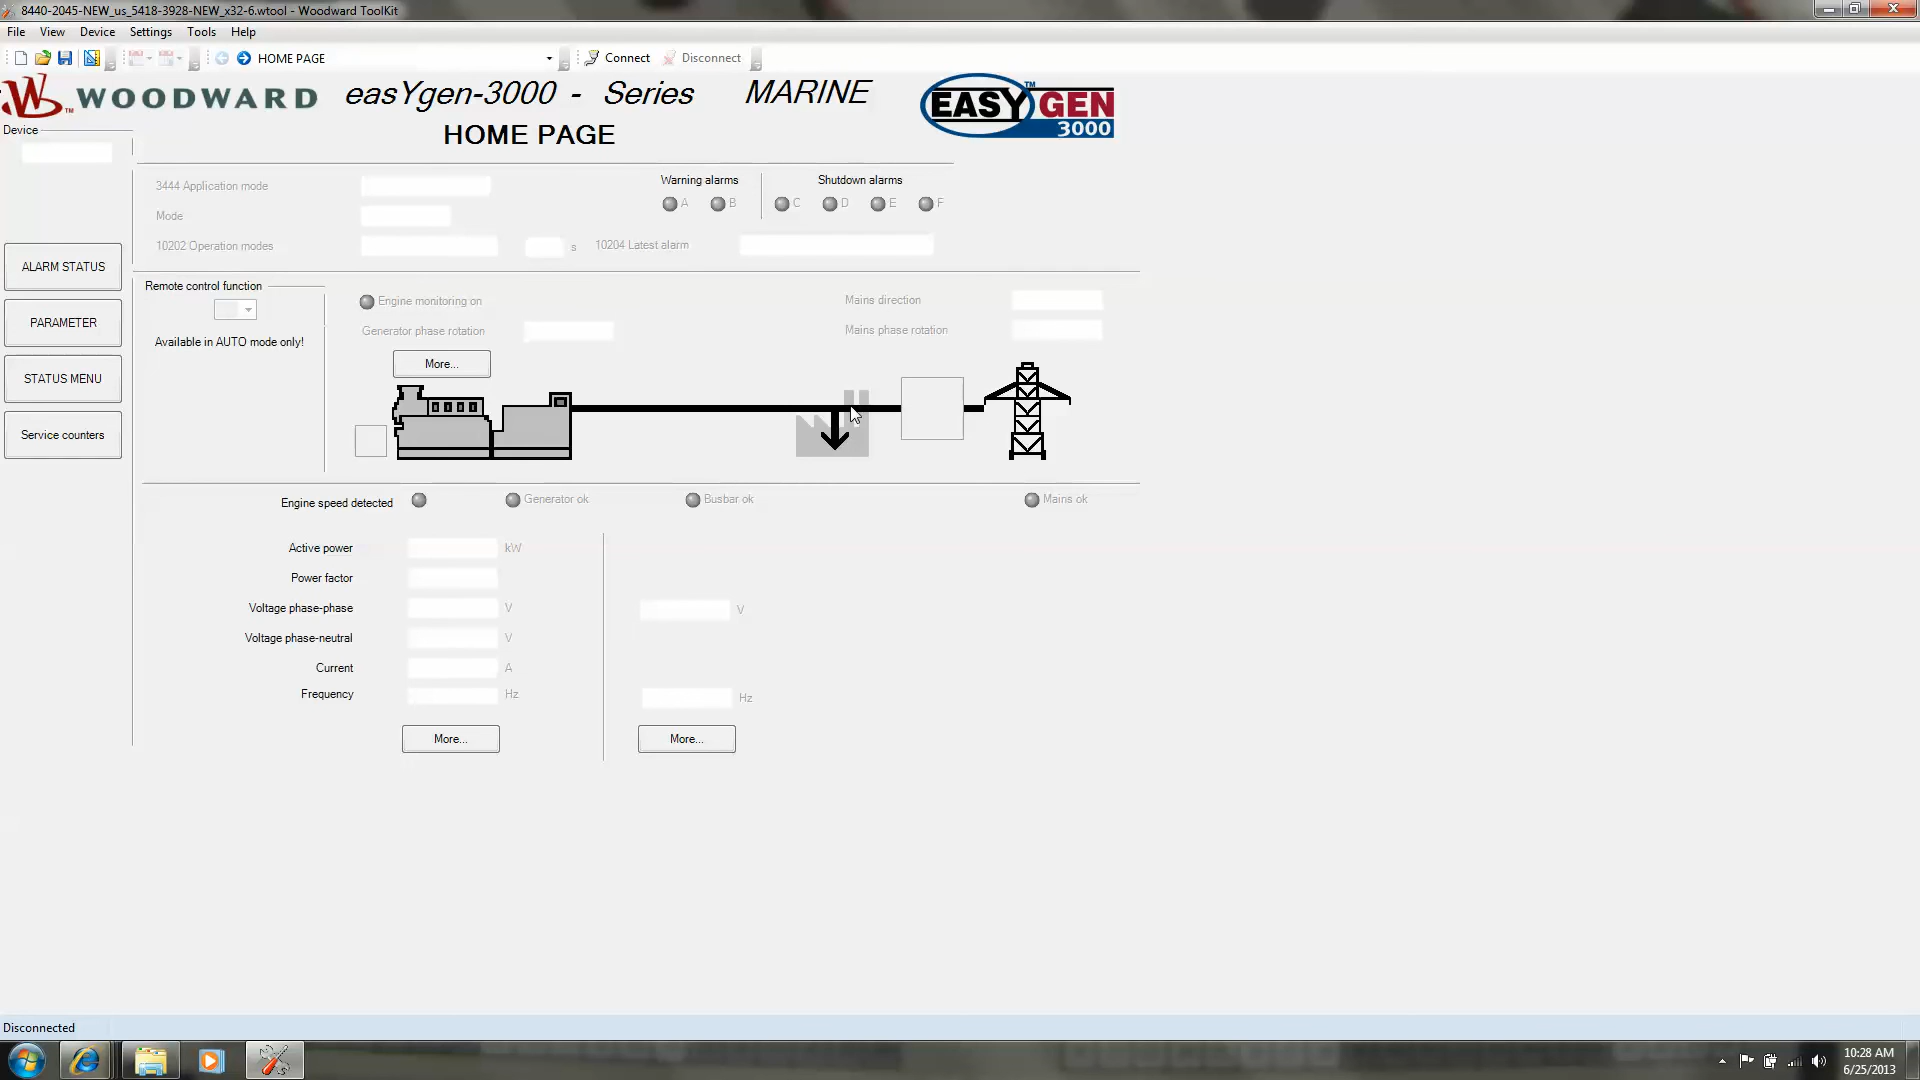 8440-2045-NEW_us_5418-3928-NEW_x32-6.wtool - Woodward ToolKit
File View Device Settings Tools Help
HOME PAGE Connect Disconnect
WOODWARD easYgen-3000 - Series MARINE EASYGEN™ 3000
HOME PAGE
Device
3444 Application mode Warning alarms Shutdown alarms
A B C D E F
Mode
10202 Operation modes s 10204 Latest alarm
ALARM STATUS
Remote control function
Engine monitoring on Mains direction
PARAMETER
Generator phase rotation Mains phase rotation
Available in AUTO mode only!
More...
STATUS MENU
Service counters
Engine speed detected Generator ok Busbar ok Mains ok
Active power kW
Power factor
Voltage phase-phase V V
Voltage phase-neutral V
Current A
Frequency Hz Hz
More... More...
Disconnected
10:28 AM
6/25/2013